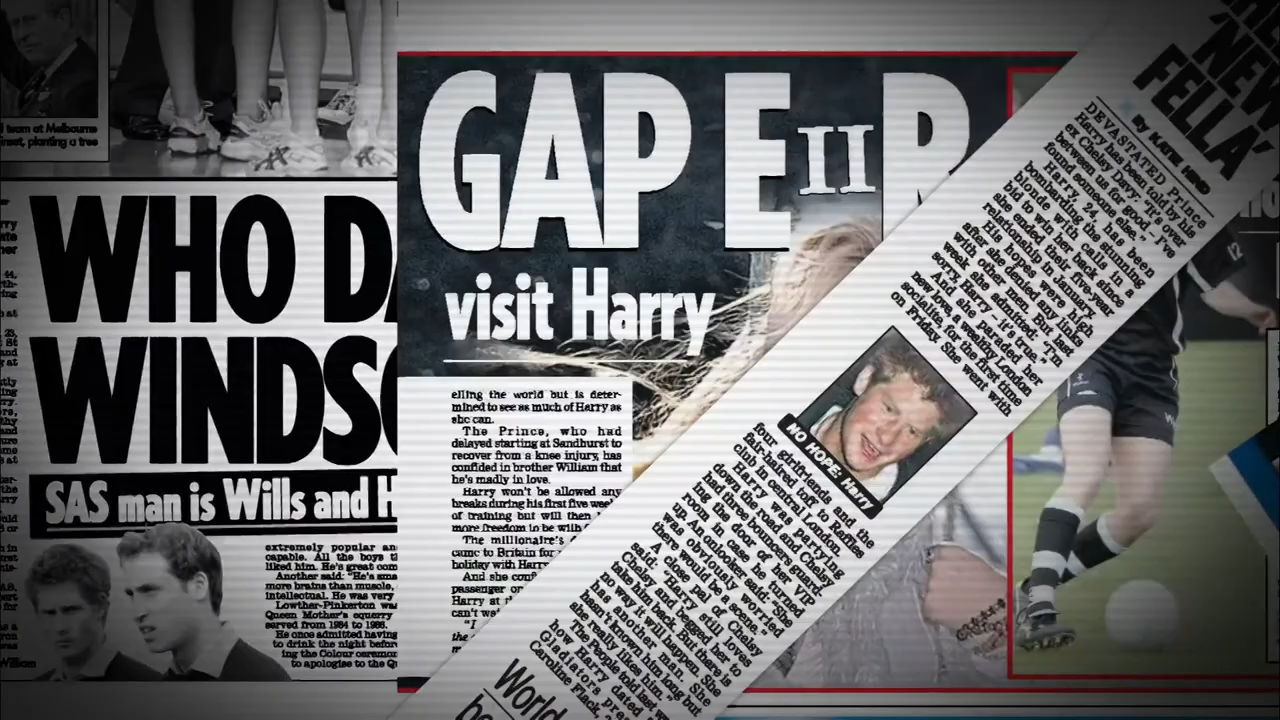 team at Melbourne
planting a tree
WHO DA
WINDSO
SAS man is Wills and H
extremely popular an
capable. All the boys t
liked him. He's great com
Another said: "He's sma
more brains than muscle,
intellectual. He was very
Lowther-Pinkerton was
Queen Mother's equerry
served from 1984 to 1986.
He once admitted having
to drink the night before
ing the Colour ceremon
to apologise to the Qu
GAP E II R
visit Harry
elling the world but is deter-
mined to see as much of Harry as
she can.
The Prince, who had
delayed starting at Sandhurst to
recover from a knee injury, has
confided in brother William that
he's madly in love.
Harry won't be allowed any
breaks during his first five week
of training but will then
more freedom to be with C
The millionaire's
came to Britain for
holiday with Harry
And she conf
passenger on
Harry at t
can't wa
"I
the
NEW
FELLA'
By KATIE HIND
DEVASTATED Prince
Harry has been told by his
ex Chelsy Davy: "It's over
between us for good – I've
found someone else."
Harry, 24, has been
bombarding the stunning
blonde with calls in a
bid to win her back since
she ended their five-year
relationship in January.
His hopes were high
after she denied any links
with other men. But last
week she admitted: "I'm
sorry, Harry – it's true."
And she paraded her
new love, a wealthy London
socialite, for the first time
on Friday. She went with
NO HOPE: Harry
four girlfriends and the
fair-haired toff to Raffles
club in central London.
Harry was partying
down the road and Chelsy
had three bouncers guard-
ing the door of her VIP
room in case he turned
up. An onlooker said: "She
was obviously worried
there would be a scene."
A close pal of Chelsy
said: "Harry still loves
Chelsy and begged her to
take him back. But there is
no way it will happen. She
has another man. She
hasn't known him long but
she really likes him."
The People told last w
how Harry dated
Gladiators pres
Caroline Flack, 2
World
be